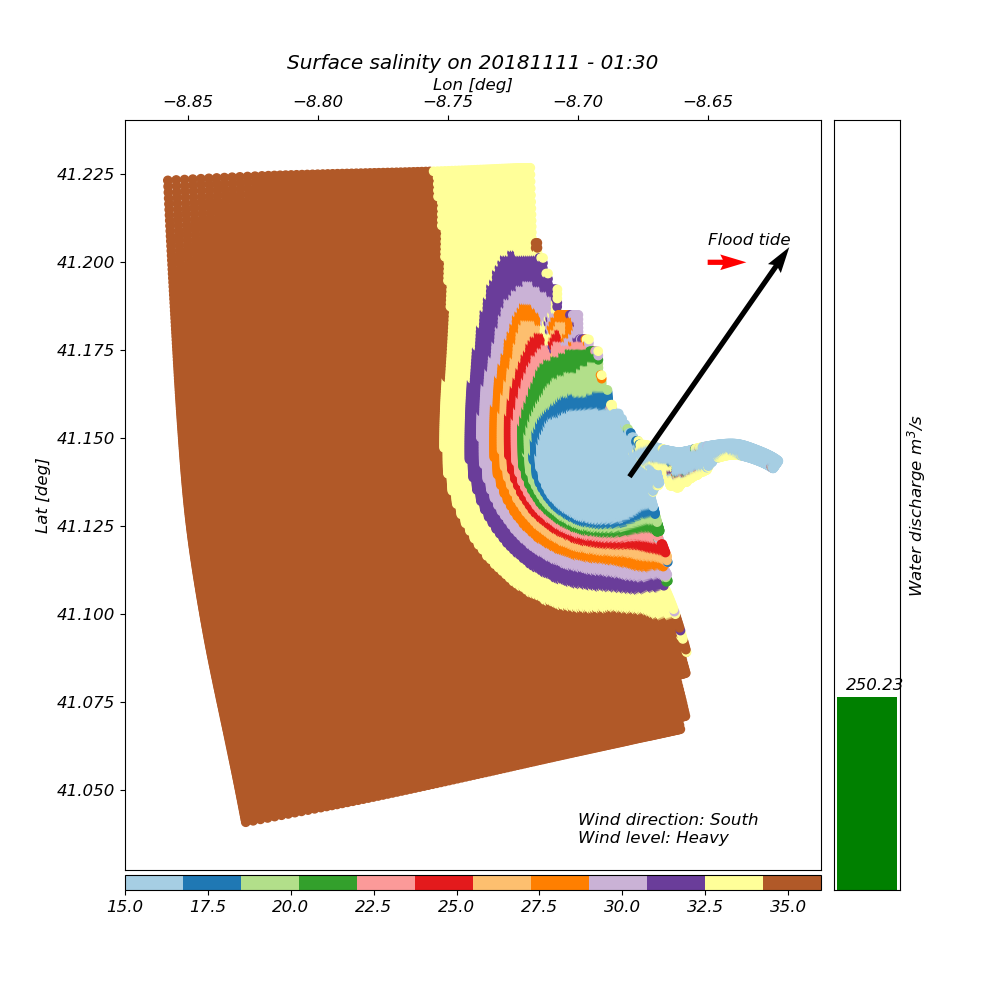 Surface salinity on 20181111 - 01:30
Lon [deg]
−8.85 −8.80 −8.75 −8.70 −8.65
41.225
41.200
41.175
41.150
41.125
41.100
41.075
41.050
Lat [deg]
Flood tide
Wind direction: South
Wind level: Heavy
250.23
Water discharge m³/s
15.0 17.5 20.0 22.5 25.0 27.5 30.0 32.5 35.0